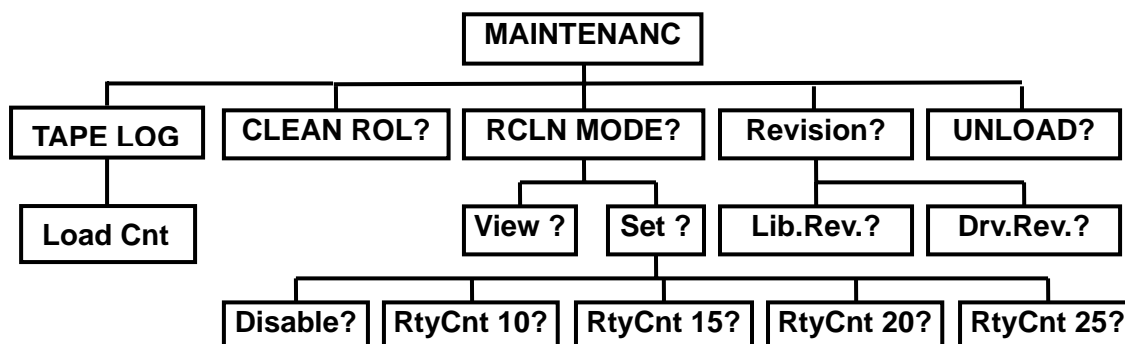 MAINTENANC
TAPE LOG
CLEAN ROL?
RCLN MODE?
Revision?
UNLOAD?
Load Cnt
View ?
Set ?
Lib.Rev.?
Drv.Rev.?
Disable?
RtyCnt 10?
RtyCnt 15?
RtyCnt 20?
RtyCnt 25?